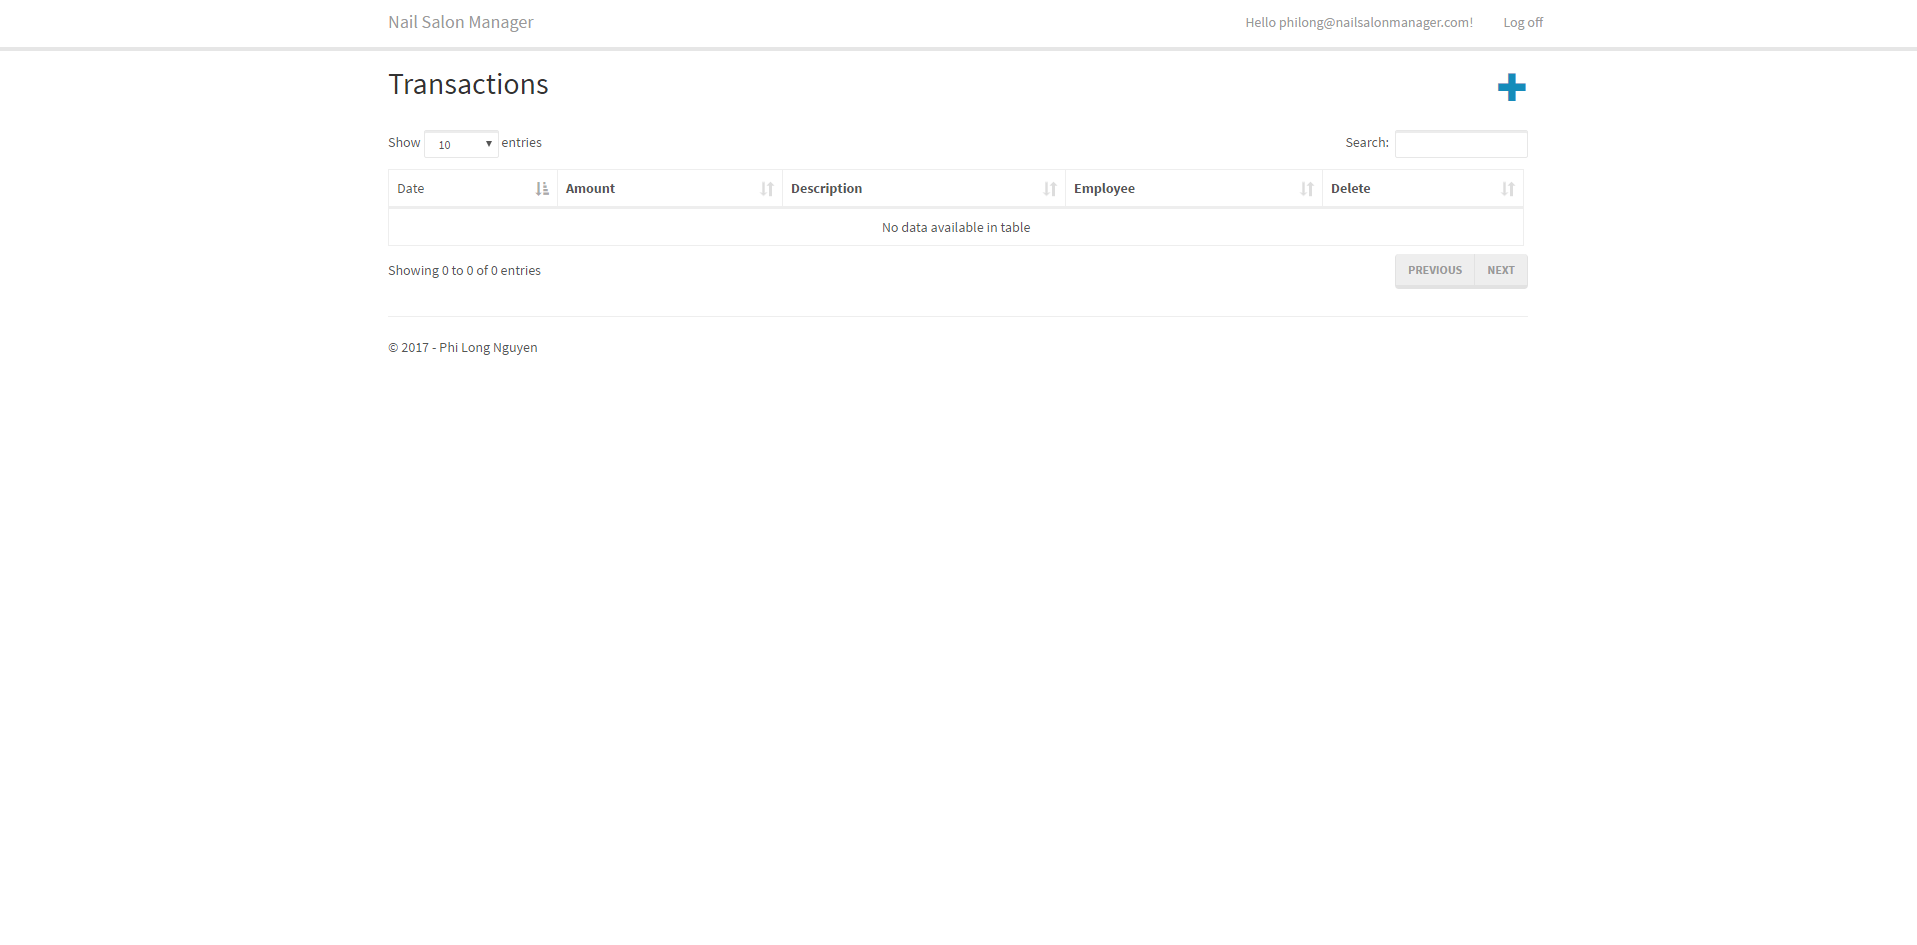 Nail Salon Manager Hello philong@nailsalonmanager.com! Log off
Transactions
Show 10 entries Search:
Date Amount Description Employee Delete
No data available in table
Showing 0 to 0 of 0 entries PREVIOUS NEXT
© 2017 - Phi Long Nguyen